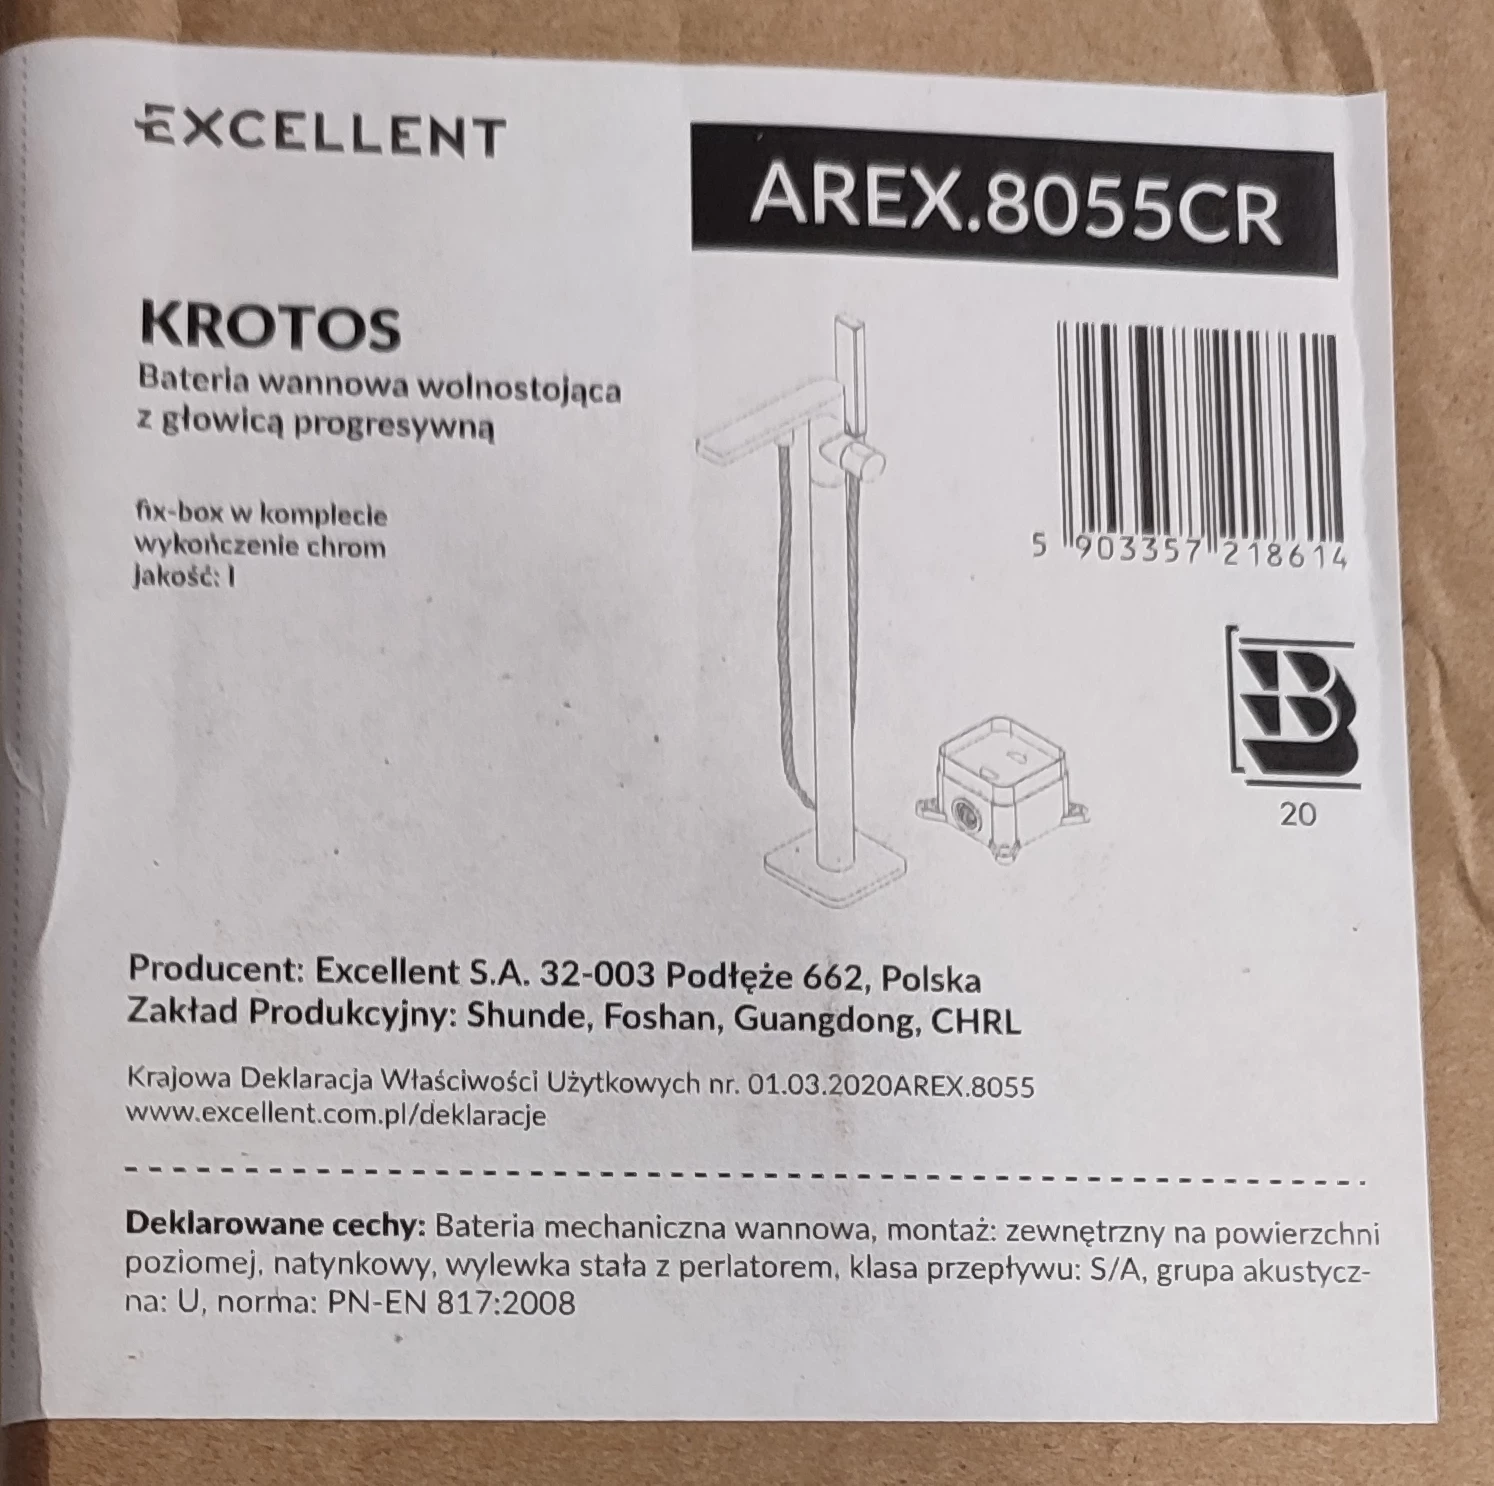 EXCELLENT
AREX.8055CR
KROTOS
Bateria wannowa wolnostojąca
z głowicą progresywną
fix-box w komplecie
wykończenie chrom
jakość: I
5 903357 218614
B
20
Producent: Excellent S.A. 32-003 Podłęże 662, Polska
Zakład Produkcyjny: Shunde, Foshan, Guangdong, CHRL
Krajowa Deklaracja Właściwości Użytkowych nr. 01.03.2020AREX.8055
www.excellent.com.pl/deklaracje
Deklarowane cechy: Bateria mechaniczna wannowa, montaż: zewnętrzny na powierzchni
poziomej, natynkowy, wylewka stała z perlatorem, klasa przepływu: S/A, grupa akustycz-
na: U, norma: PN-EN 817:2008